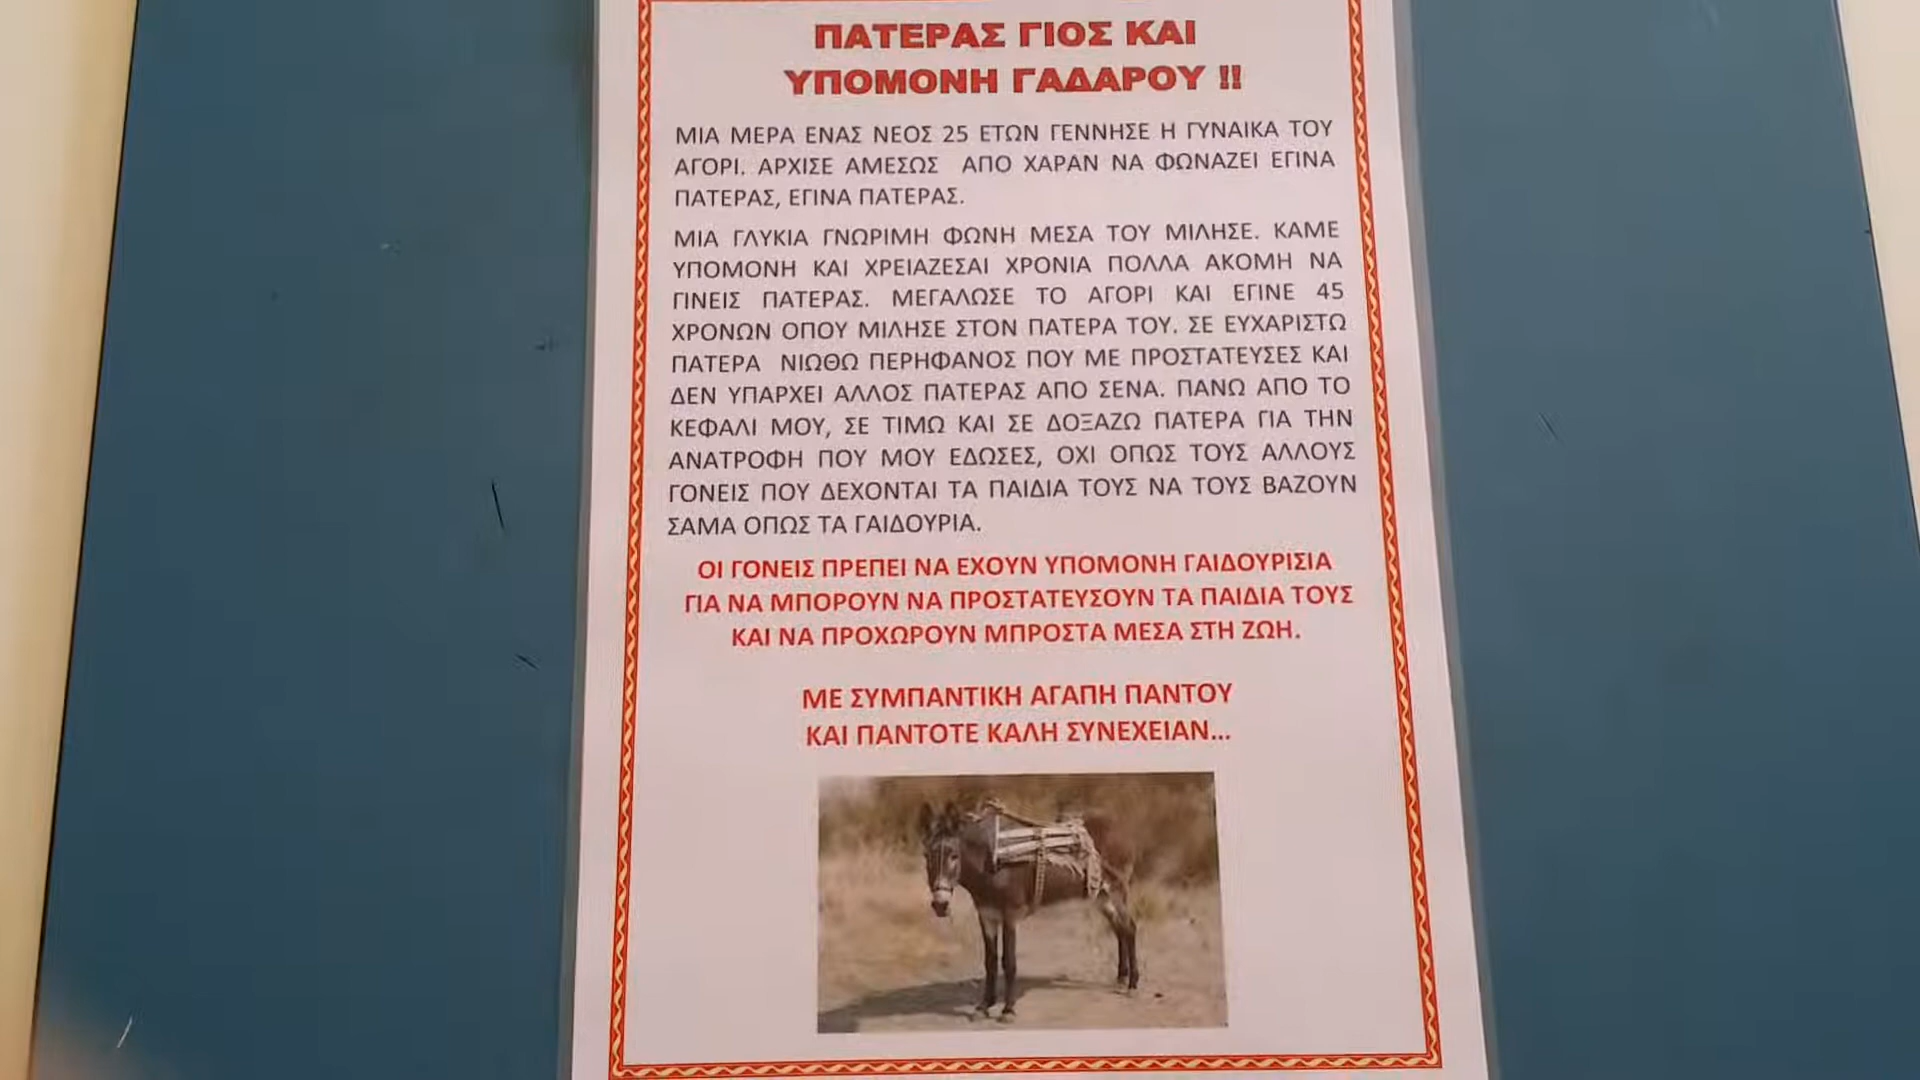 ΠΑΤΕΡΑΣ ΓΙΟΣ ΚΑΙ
ΥΠΟΜΟΝΗ ΓΑΔΑΡΟΥ !!
ΜΙΑ ΜΕΡΑ ΕΝΑΣ ΝΕΟΣ 25 ΕΤΩΝ ΓΕΝΝΗΣΕ Η ΓΥΝΑΙΚΑ ΤΟΥ
ΑΓΟΡΙ. ΑΡΧΙΣΕ ΑΜΕΣΩΣ ΑΠΟ ΧΑΡΑΝ ΝΑ ΦΩΝΑΖΕΙ ΕΓΙΝΑ
ΠΑΤΕΡΑΣ, ΕΓΙΝΑ ΠΑΤΕΡΑΣ.
ΜΙΑ ΓΛΥΚΙΑ ΓΝΩΡΙΜΗ ΦΩΝΗ ΜΕΣΑ ΤΟΥ ΜΙΛΗΣΕ. ΚΑΜΕ
ΥΠΟΜΟΝΗ ΚΑΙ ΧΡΕΙΑΖΕΣΑΙ ΧΡΟΝΙΑ ΠΟΛΛΑ ΑΚΟΜΗ ΝΑ
ΓΙΝΕΙΣ ΠΑΤΕΡΑΣ. ΜΕΓΑΛΩΣΕ ΤΟ ΑΓΟΡΙ ΚΑΙ ΕΓΙΝΕ 45
ΧΡΟΝΩΝ ΟΠΟΥ ΜΙΛΗΣΕ ΣΤΟΝ ΠΑΤΕΡΑ ΤΟΥ. ΣΕ ΕΥΧΑΡΙΣΤΩ
ΠΑΤΕΡΑ ΝΙΩΘΩ ΠΕΡΗΦΑΝΟΣ ΠΟΥ ΜΕ ΠΡΟΣΤΑΤΕΥΣΕΣ ΚΑΙ
ΔΕΝ ΥΠΑΡΧΕΙ ΑΛΛΟΣ ΠΑΤΕΡΑΣ ΑΠΟ ΣΕΝΑ. ΠΑΝΩ ΑΠΟ ΤΟ
ΚΕΦΑΛΙ ΜΟΥ, ΣΕ ΤΙΜΩ ΚΑΙ ΣΕ ΔΟΞΑΖΩ ΠΑΤΕΡΑ ΓΙΑ ΤΗΝ
ΑΝΑΤΡΟΦΗ ΠΟΥ ΜΟΥ ΕΔΩΣΕΣ, ΟΧΙ ΟΠΩΣ ΤΟΥΣ ΑΛΛΟΥΣ
ΓΟΝΕΙΣ ΠΟΥ ΔΕΧΟΝΤΑΙ ΤΑ ΠΑΙΔΙΑ ΤΟΥΣ ΝΑ ΤΟΥΣ ΒΑΖΟΥΝ
ΣΑΜΑ ΟΠΩΣ ΤΑ ΓΑΙΔΟΥΡΙΑ.
ΟΙ ΓΟΝΕΙΣ ΠΡΕΠΕΙ ΝΑ ΕΧΟΥΝ ΥΠΟΜΟΝΗ ΓΑΙΔΟΥΡΙΣΙΑ
ΓΙΑ ΝΑ ΜΠΟΡΟΥΝ ΝΑ ΠΡΟΣΤΑΤΕΥΣΟΥΝ ΤΑ ΠΑΙΔΙΑ ΤΟΥΣ
ΚΑΙ ΝΑ ΠΡΟΧΩΡΟΥΝ ΜΠΡΟΣΤΑ ΜΕΣΑ ΣΤΗ ΖΩΗ.
ΜΕ ΣΥΜΠΑΝΤΙΚΗ ΑΓΑΠΗ ΠΑΝΤΟΥ
ΚΑΙ ΠΑΝΤΟΤΕ ΚΑΛΗ ΣΥΝΕΧΕΙΑΝ...